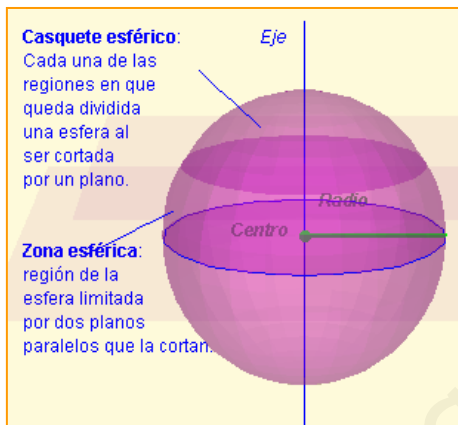 Casquete esférico:
Cada una de las
regiones en que
queda dividida
una esfera al
ser cortada
por un plano.
Eje
Radio
Centro
Zona esférica:
región de la
esfera limitada
por dos planos
paralelos que la cortan.